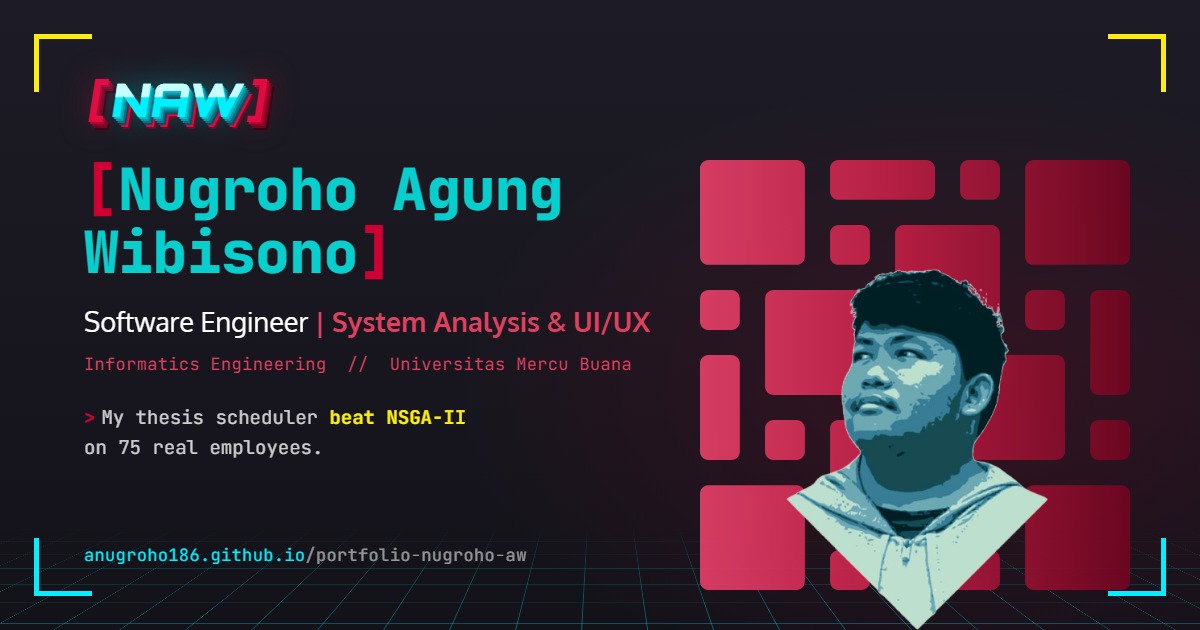 [NAW]
[Nugroho Agung
Wibisono]
Software Engineer | System Analysis & UI/UX
Informatics Engineering // Universitas Mercu Buana
> My thesis scheduler beat NSGA-II
on 75 real employees.
anugroho186.github.io/portfolio-nugroho-aw